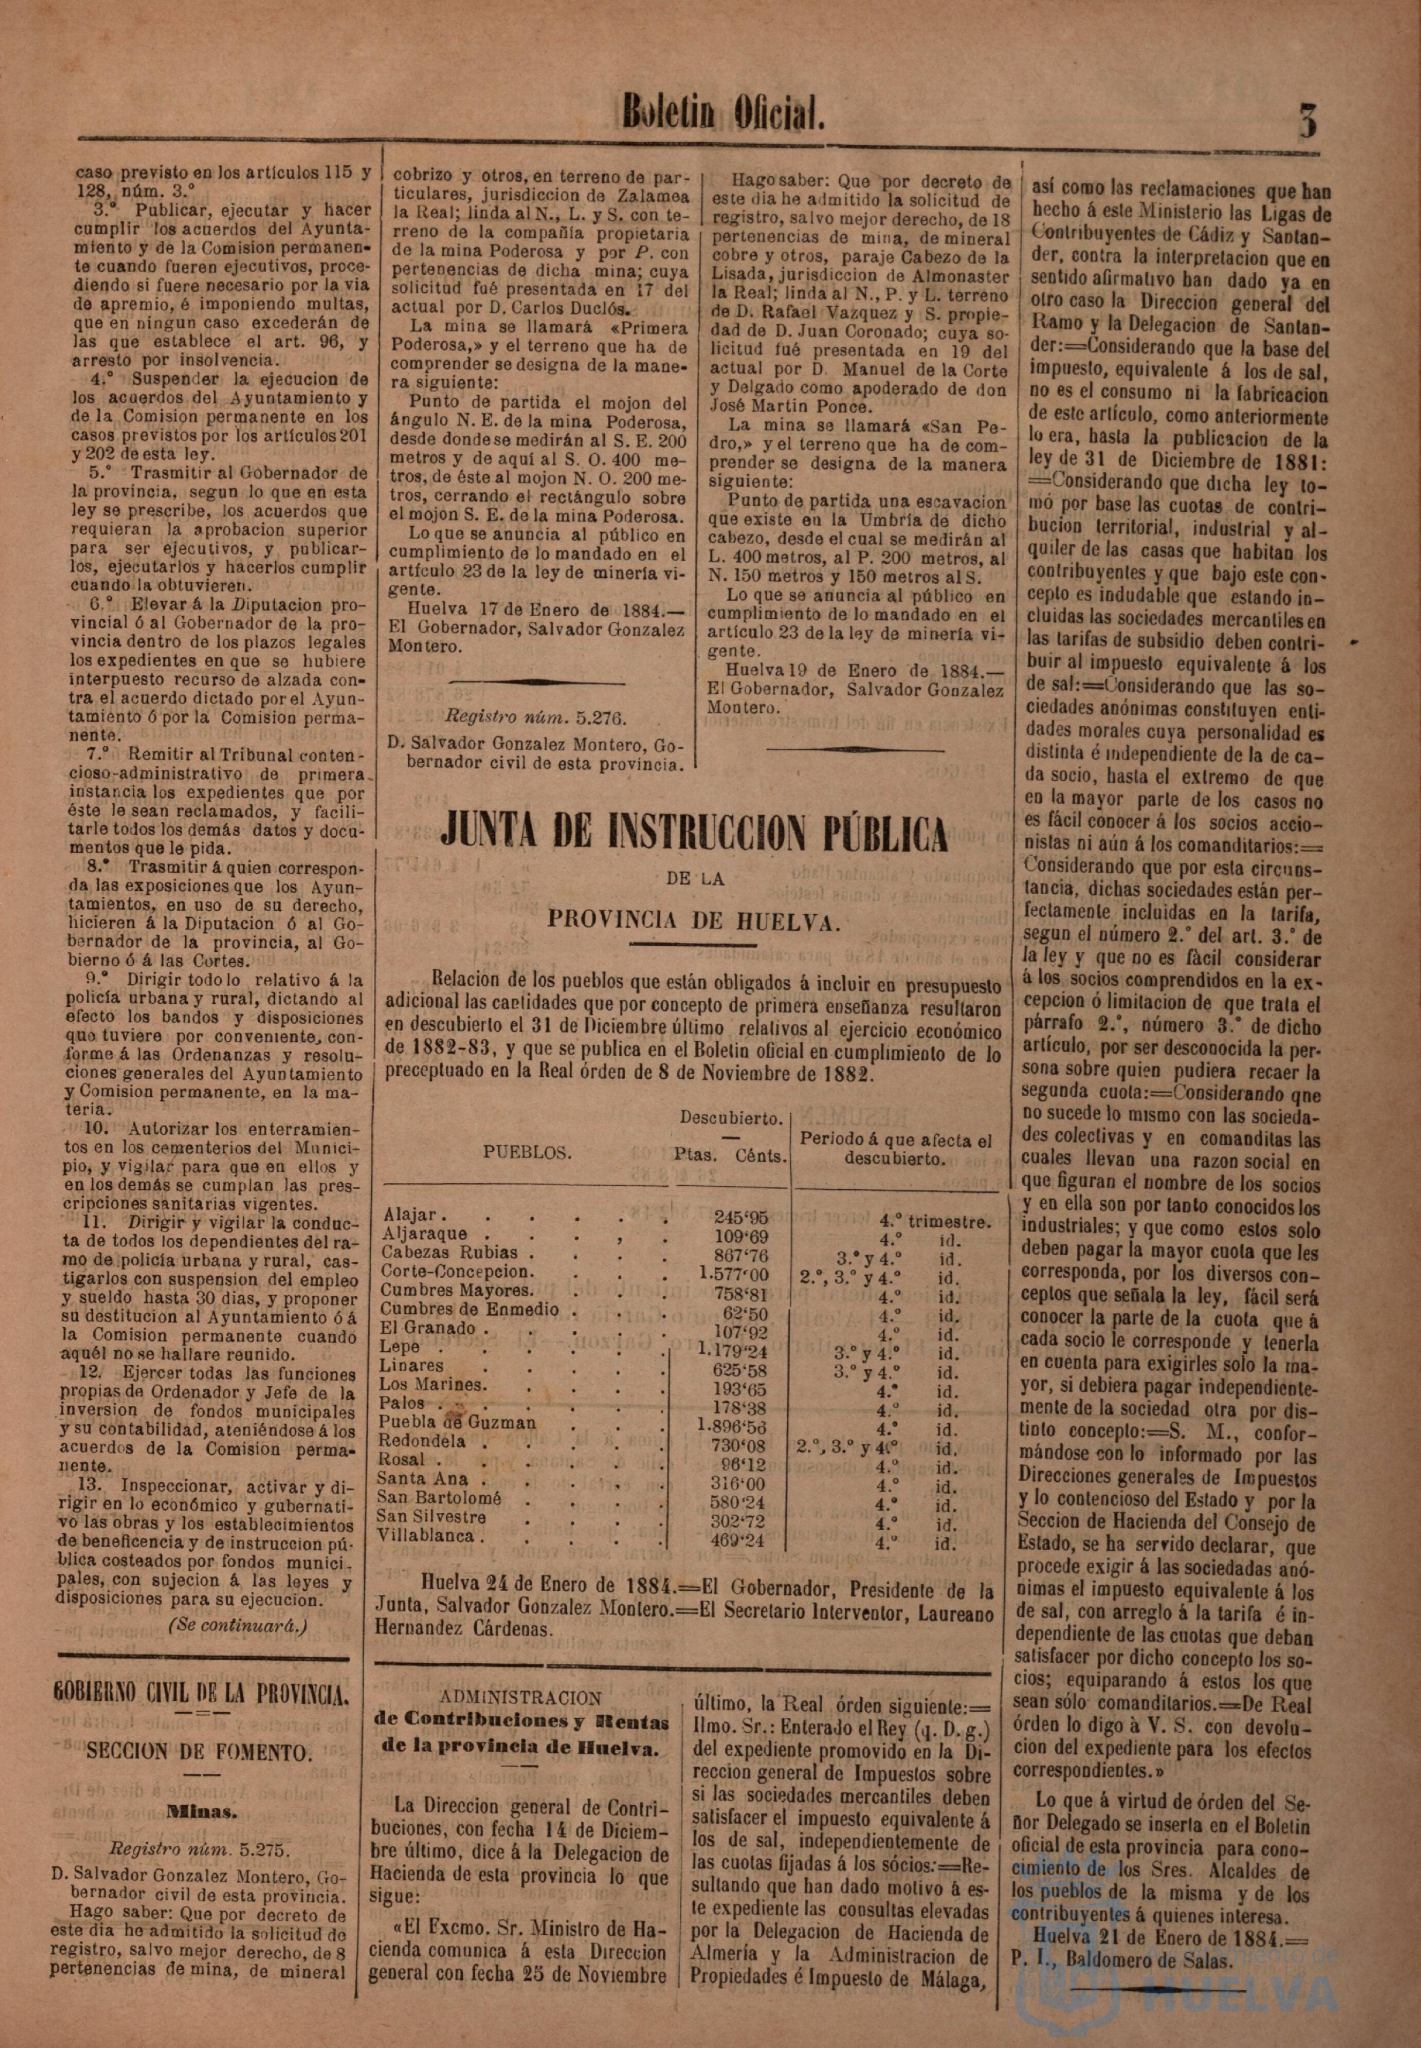 Boletin Oficial.
3
caso previsto en los artículos 115 y
128, núm. 3.º
3.º Publicar, ejecutar y hacer
cumplir los acuerdos del Ayunta-
miento y de la Comision permanen-
te cuando fueren ejecutivos, proce-
diendo si fuere necesario por la via
de apremio, é imponiendo multas,
que en ningun caso excederán de
las que establece el art. 96, y
arresto por insolvencia.
4.º Suspender la ejecucion de
los acuerdos del Ayuntamiento y
de la Comision permanente en los
casos previstos por los artículos 201
y 202 de esta ley.
5.º Trasmitir al Gobernador de
la provincia, segun lo que en esta
ley se prescribe, los acuerdos que
requieran la aprobacion superior
para ser ejecutivos, y publicar-
los, ejecutarlos y hacerlos cumplir
cuando la obtuvieren.
6.º Elevar á la Diputacion pro-
vincial ó al Gobernador de la pro-
vincia dentro de los plazos legales
los expedientes en que se hubiere
interpuesto recurso de alzada con-
tra el acuerdo dictado por el Ayun-
tamiento ó por la Comision perma-
nente.
7.º Remitir al Tribunal conten-
cioso-administrativo de primera
instancia los expedientes que por
éste le sean reclamados, y facili-
tarle todos los demás datos y docu-
mentos que le pida.
8.º Trasmitir á quien correspon-
da las exposiciones que los Ayun-
tamientos, en uso de su derecho,
hicieren á la Diputacion ó al Go-
bernador de la provincia, al Go-
bierno ó á las Cortes.
9.º Dirigir todo lo relativo á la
policía urbana y rural, dictando al
efecto los bandos y disposiciones
que tuviere por conveniente, con-
forme á las Ordenanzas y resolu-
ciones generales del Ayuntamiento
y Comision permanente, en la ma-
teria.
10. Autorizar los enterramien-
tos en los cementerios del Munici-
pio, y vigilar para que en ellos y
en los demás se cumplan las pres-
cripciones sanitarias vigentes.
11. Dirigir y vigilar la conduc-
ta de todos los dependientes del ra-
mo de policía urbana y rural, cas-
tigarlos con suspension del empleo
y sueldo hasta 30 dias, y proponer
su destitucion al Ayuntamiento ó á
la Comision permanente cuando
aquél no se hallare reunido.
12. Ejercer todas las funciones
propias de Ordenador y Jefe de la
inversion de fondos municipales
y su contabilidad, ateniéndose á los
acuerdos de la Comision perma-
nente.
13. Inspeccionar, activar y di-
rigir en lo económico y gubernati-
vo las obras y los establecimientos
de beneficencia y de instruccion pú-
blica costeados por fondos munici-
pales, con sujecion á las leyes y
disposiciones para su ejecucion.
(Se continuará.)
GOBIERNO CIVIL DE LA PROVINCIA.
SECCION DE FOMENTO.
Minas.
Registro núm. 5.275.
D. Salvador Gonzalez Montero, Go-
bernador civil de esta provincia.
Hago saber: Que por decreto de
este dia he admitido la solicitud de
registro, salvo mejor derecho, de 8
pertenencias de mina, de mineral
cobrizo y otros, en terreno de par-
ticulares, jurisdiccion de Zalamea
la Real; linda al N., L. y S. con te-
rreno de la compañía propietaria
de la mina Poderosa y por P. con
pertenencias de dicha mina; cuya
solicitud fué presentada en 17 del
actual por D. Carlos Duclós.
La mina se llamará «Primera
Poderosa,» y el terreno que ha de
comprender se designa de la mane-
ra siguiente:
Punto de partida el mojon del
ángulo N. E. de la mina Poderosa,
desde donde se medirán al S. E. 200
metros y de aquí al S. O. 400 me-
tros, de éste al mojon N. O. 200 me-
tros, cerrando el rectángulo sobre
el mojon S. E. de la mina Poderosa.
Lo que se anuncia al público en
cumplimiento de lo mandado en el
artículo 23 de la ley de minería vi-
gente.
Huelva 17 de Enero de 1884.—
El Gobernador, Salvador Gonzalez
Montero.
Registro núm. 5.276.
D. Salvador Gonzalez Montero, Go-
bernador civil de esta provincia.
Hago saber: Que por decreto de
este dia he admitido la solicitud de
registro, salvo mejor derecho, de 18
pertenencias de mina, de mineral
cobre y otros, paraje Cabezo de la
Lisada, jurisdiccion de Almonaster
la Real; linda al N., P. y L. terreno
de D. Rafael Vazquez y S. propie-
dad de D. Juan Coronado; cuya so-
licitud fué presentada en 19 del
actual por D. Manuel de la Corte
y Delgado como apoderado de don
José Martin Ponce.
La mina se llamará «San Pe
dro,» y el terreno que ha de com-
prender se designa de la manera
siguiente:
Punto de partida una escavacion
que existe en la Umbría de dicho
cabezo, desde el cual se medirán al
L. 400 metros, al P. 200 metros, al
N. 150 metros y 150 metros al S.
Lo que se anuncia al público en
cumplimiento de lo mandado en el
artículo 23 de la ley de minería vi-
gente.
Huelva 19 de Enero de 1884.—
El Gobernador, Salvador Gonzalez
Montero.
JUNTA DE INSTRUCCION PÚBLICA
DE LA
PROVINCIA DE HUELVA.
Relacion de los pueblos que están obligados á incluir en presupuesto
adicional las cantidades que por concepto de primera enseñanza resultaron
en descubierto el 31 de Diciembre último relativos al ejercicio económico
de 1882-83, y que se publica en el Boletin oficial en cumplimiento de lo
preceptuado en la Real órden de 8 de Noviembre de 1882.
PUEBLOS. Descubierto. — Ptas. Cénts. Periodo á que afecta el descubierto.
Alajar. . . . . . . 245'95 4.º trimestre.
Aljaraque . . . , . 109'69 4.º id.
Cabezas Rubias . . . . 867'76 3.º y 4.º id.
Corte-Concepcion. . . . 1.577'00 2.º, 3.º y 4.º id.
Cumbres Mayores. . . . 758'81 4.º id.
Cumbres de Enmedio . . . 62'50 4.º id.
El Granado . . . . . 107'92 4.º id.
Lepe . . . . . . 1.179'24 3.º y 4.º id.
Linares . . . . . 625'58 3.º y 4.º id.
Los Marines. . . . . 193'65 4.º id.
Palos . . . . . . 178'38 4.º id.
Puebla de Guzman . . . 1.896'56 4.º id.
Redondela . . . . . 730'08 2.º, 3.º y 4.º id.
Rosal . . . . . . 96'12 4.º id.
Santa Ana . . . . . 316'00 4.º id.
San Bartolomé . . . . 580'24 4.º id.
San Silvestre . . . . 302'72 4.º id.
Villablanca . . . . . 469'24 4.º id.
Huelva 24 de Enero de 1884.=El Gobernador, Presidente de la
Junta, Salvador Gonzalez Montero.=El Secretario Interventor, Laureano
Hernandez Cárdenas.
ADMINISTRACION
de Contribuciones y Rentas
de la provincia de Huelva.
La Direccion general de Contri-
buciones, con fecha 14 de Diciem-
bre último, dice á la Delegacion de
Hacienda de esta provincia lo que
sigue:
«El Excmo. Sr. Ministro de Ha-
cienda comunica á esta Direccion
general con fecha 25 de Noviembre
último, la Real órden siguiente:=
Ilmo. Sr.: Enterado el Rey (q. D. g.)
del expediente promovido en la Di-
reccion general de Impuestos sobre
si las sociedades mercantiles deben
satisfacer el impuesto equivalente á
los de sal, independientemente de
las cuotas fijadas á los sócios:=Re-
sultando que han dado motivo á es-
te expediente las consultas elevadas
por la Delegacion de Hacienda de
Almería y la Administracion de
Propiedades é Impuesto de Málaga,
así como las reclamaciones que han
hecho á este Ministerio las Ligas de
Contribuyentes de Cádiz y Santan-
der, contra la interpretacion que en
sentido afirmativo han dado ya en
otro caso la Direccion general del
Ramo y la Delegacion de Santan-
der:=Considerando que la base del
impuesto, equivalente á los de sal,
no es el consumo ni la fabricacion
de este artículo, como anteriormente
lo era, hasta la publicacion de la
ley de 31 de Diciembre de 1881:
=Considerando que dicha ley to-
mó por base las cuotas de contri-
bucion territorial, industrial y al-
quiler de las casas que habitan los
contribuyentes y que bajo este con-
cepto es indudable que estando in-
cluidas las sociedades mercantiles en
las tarifas de subsidio deben contri-
buir al impuesto equivalente á los
de sal:=Considerando que las so-
ciedades anónimas constituyen enti-
dades morales cuya personalidad es
distinta é independiente de la de ca-
da socio, hasta el extremo de que
en la mayor parte de los casos no
es fácil conocer á los socios accio-
nistas ni aún á los comanditarios:=
Considerando que por esta circuns-
tancia, dichas sociedades están per-
fectamente incluidas en la tarifa,
segun el número 2.º del art. 3.º de
la ley y que no es fàcil considerar
á los socios comprendidos en la ex-
cepcion ó limitacion de que trata el
párrafo 2.º, número 3.º de dicho
artículo, por ser desconocida la per-
sona sobre quien pudiera recaer la
segunda cuota:=Considerando qne
no sucede lo mismo con las socieda-
des colectivas y en comanditas las
cuales llevan una razon social en
que figuran el nombre de los socios
y en ella son por tanto conocidos los
industriales; y que como estos solo
deben pagar la mayor cuota que les
corresponda, por los diversos con-
ceptos que señala la ley, fácil será
conocer la parte de la cuota que á
cada socio le corresponde y tenerla
en cuenta para exigirles solo la ma-
yor, si debiera pagar independiente-
mente de la sociedad otra por dis-
tinto concepto:=S. M., confor-
mándose con lo informado por las
Direcciones generales de Impuestos
y lo contencioso del Estado y por la
Seccion de Hacienda del Consejo de
Estado, se ha servido declarar, que
procede exigir á las sociedadas anó-
nimas el impuesto equivalente á los
de sal, con arreglo á la tarifa é in-
dependiente de las cuotas que deban
satisfacer por dicho concepto los so-
cios; equiparando á estos los que
sean sólo comanditarios.=De Real
órden lo digo à V. S. con devolu-
cion del expediente para los efectos
correspondientes.»
Lo que á virtud de órden del Se-
ñor Delegado se inserta en el Boletin
oficial de esta provincia para cono-
cimiento de los Sres. Alcaldes de
los pueblos de la misma y de los
contribuyentes á quienes interesa.
Huelva 21 de Enero de 1884.=
P. I., Baldomero de Salas.
HUELVA